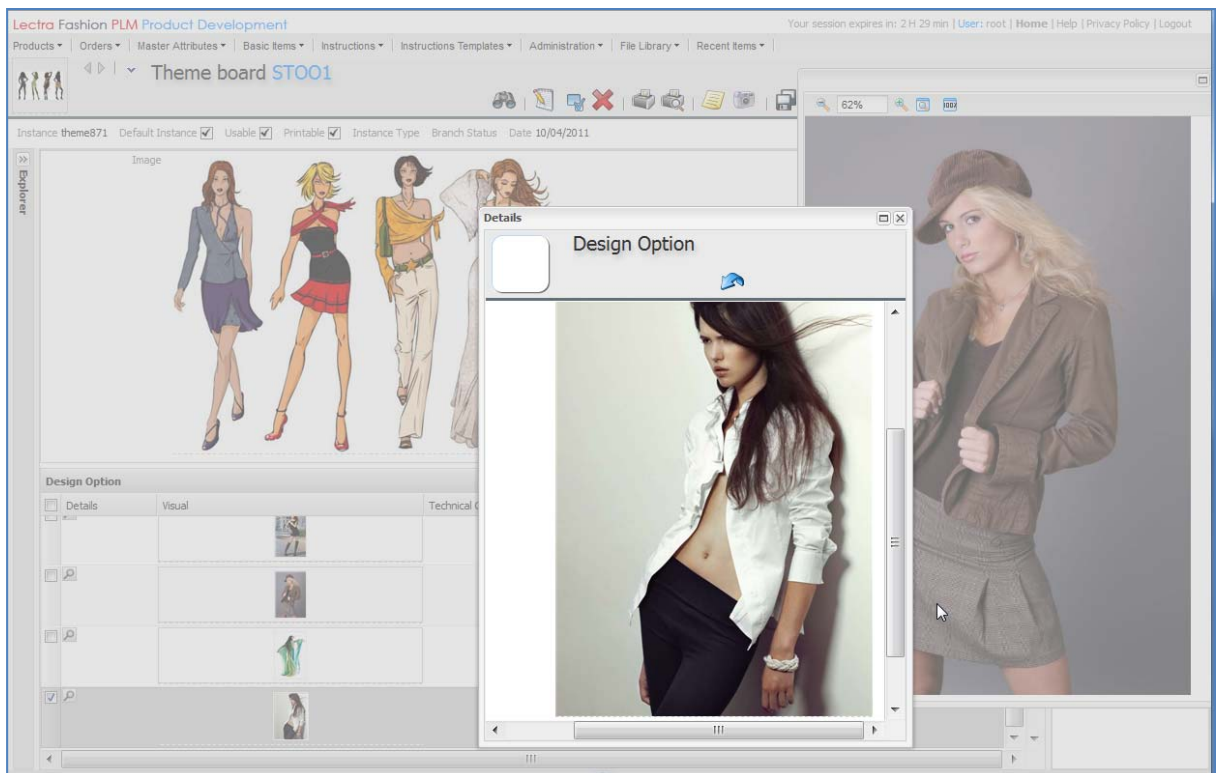 Lectra Fashion PLM Product Development
Your session expires in: 2 H 29 min | User: root | Home | Help | Privacy Policy | Logout
Products Orders Master Attributes Basic Items Instructions Instructions Templates Administration File Library Recent Items
Theme board ST001
62%
Instance theme871 Default Instance Usable Printable Instance Type Branch Status Date 10/04/2011
Explorer
Image
Details
Design Option
Design Option
Details Visual Technical